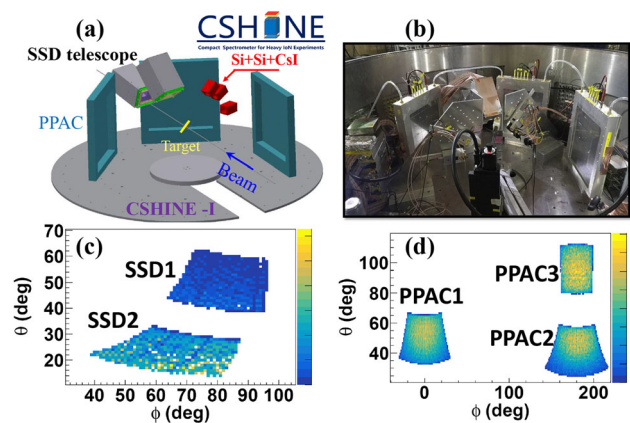 (a)
CSHINE
Compact Spectrometer for Heavy IoN Experiments
SSD telescope
Si+Si+CsI
PPAC
Target
Beam
CSHINE -I
(b)
(c)
70
60
50
40
30
20
θ (deg)
SSD1
SSD2
40 50 60 70 80 90 100
ϕ (deg)
(d)
100
80
60
40
θ (deg)
PPAC3
PPAC1
PPAC2
0 100 200
ϕ (deg)